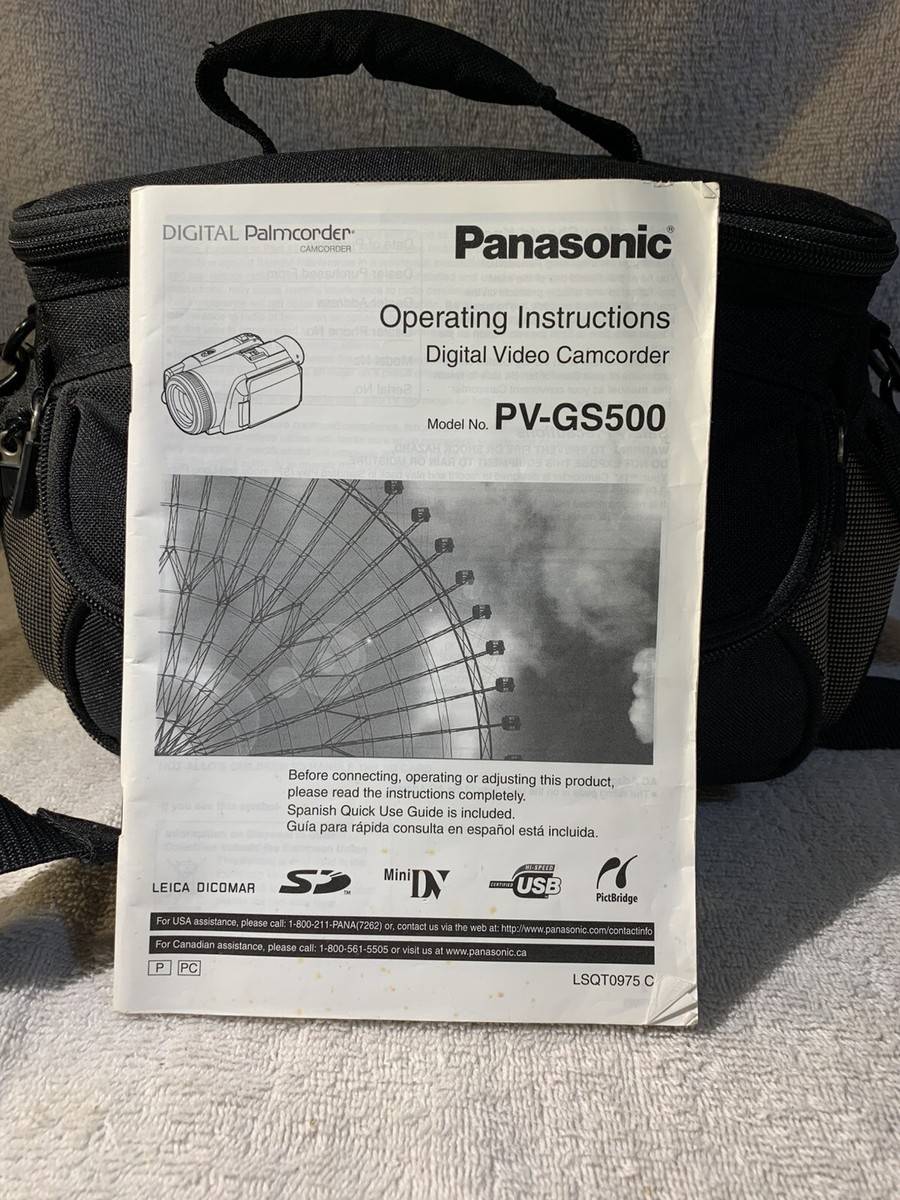 DIGITAL Palmcorder®
CAMCORDER
Panasonic®
Operating Instructions
Digital Video Camcorder
Model No. PV-GS500
Before connecting, operating or adjusting this product,
please read the instructions completely.
Spanish Quick Use Guide is included.
Guía para rápida consulta en español está incluida.
LEICA DICOMAR
SD™
Mini DV
HI-SPEED
CERTIFIED USB
PictBridge
For USA assistance, please call: 1-800-211-PANA(7262) or, contact us via the web at: http://www.panasonic.com/contactinfo
For Canadian assistance, please call: 1-800-561-5505 or visit us at www.panasonic.ca
P PC
LSQT0975 C